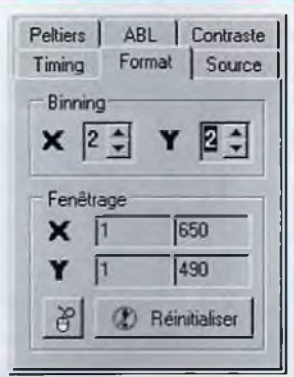 Peltiers ABL Contraste
Timing Format Source
Binning
X 2 Y 2
Fenêtrage
X 1 650
Y 1 490
Réinitialiser